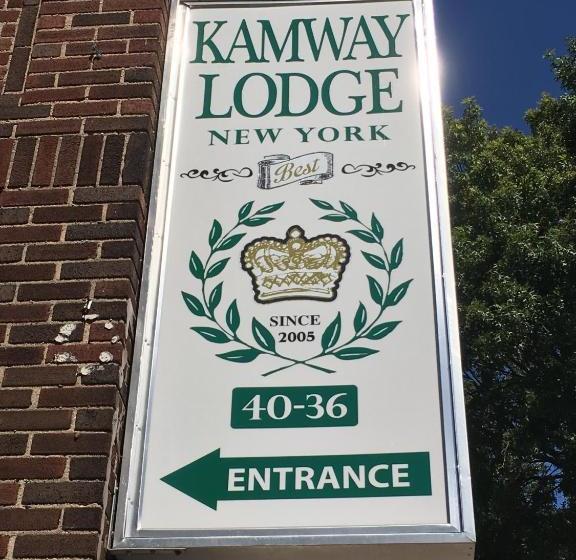 KAMWAY
LODGE
NEW YORK
Best
SINCE
2005
40-36
ENTRANCE